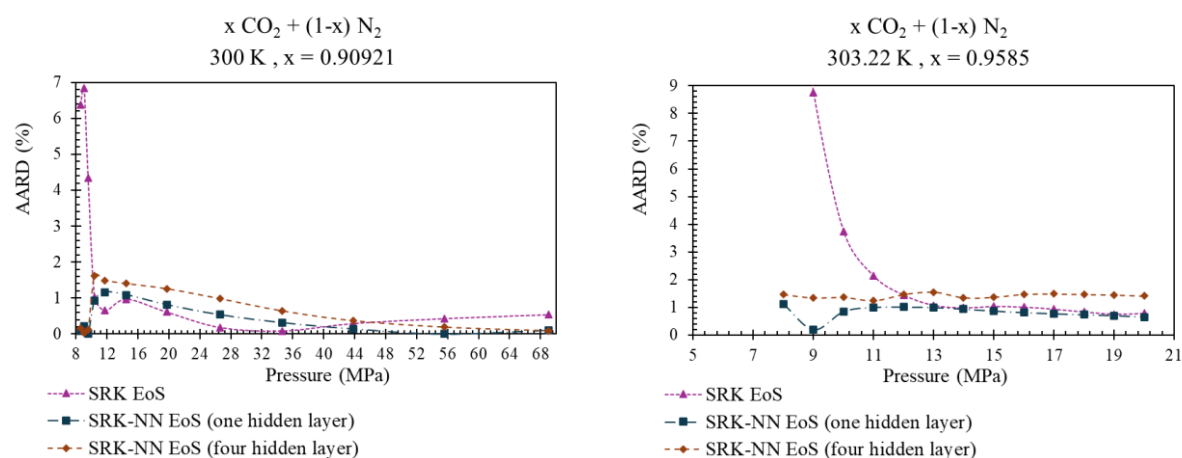 x CO₂ + (1-x) N₂
300 K , x = 0.90921
AARD (%)
7
6
5
4
3
2
1
0
8 12 16 20 24 28 32 36 40 44 48 52 56 60 64 68
Pressure (MPa)
SRK EoS
SRK-NN EoS (one hidden layer)
SRK-NN EoS (four hidden layer)
x CO₂ + (1-x) N₂
303.22 K , x = 0.9585
AARD (%)
9
8
7
6
5
4
3
2
1
0
5 7 9 11 13 15 17 19 21
Pressure (MPa)
SRK EoS
SRK-NN EoS (one hidden layer)
SRK-NN EoS (four hidden layer)